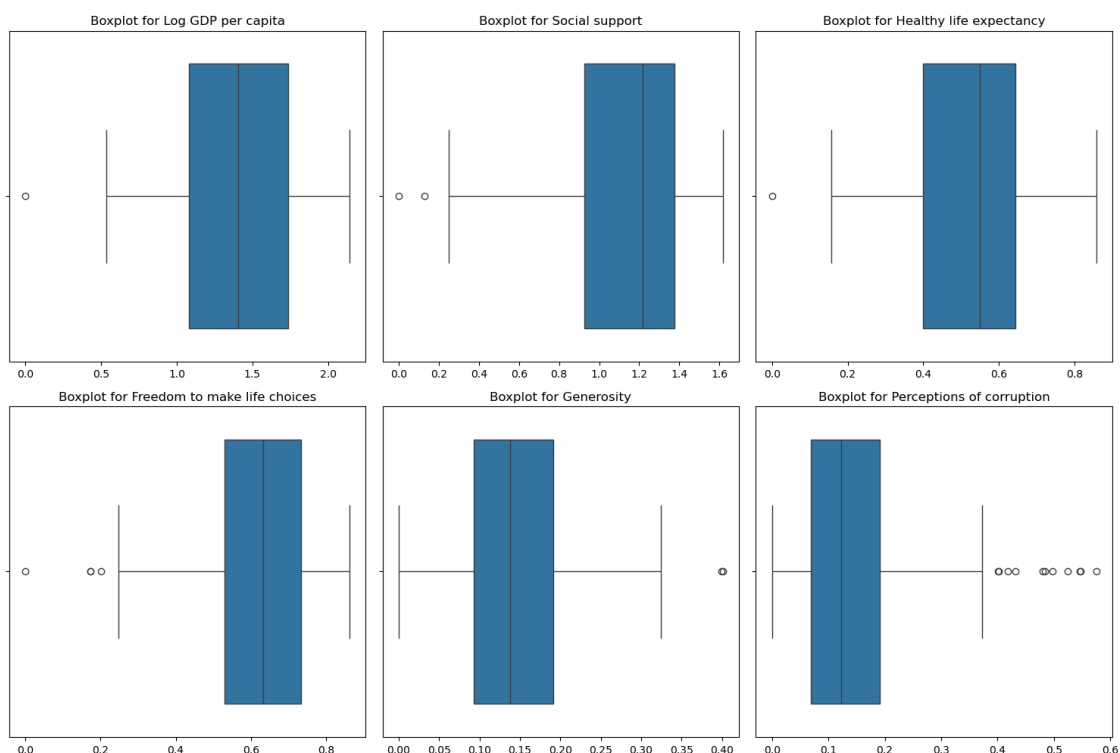 Boxplot for Log GDP per capita
Boxplot for Social support
Boxplot for Healthy life expectancy
0.0 0.5 1.0 1.5 2.0
0.0 0.2 0.4 0.6 0.8 1.0 1.2 1.4 1.6
0.0 0.2 0.4 0.6 0.8
Boxplot for Freedom to make life choices
Boxplot for Generosity
Boxplot for Perceptions of corruption
0.0 0.2 0.4 0.6 0.8
0.00 0.05 0.10 0.15 0.20 0.25 0.30 0.35 0.40
0.0 0.1 0.2 0.3 0.4 0.5 0.6